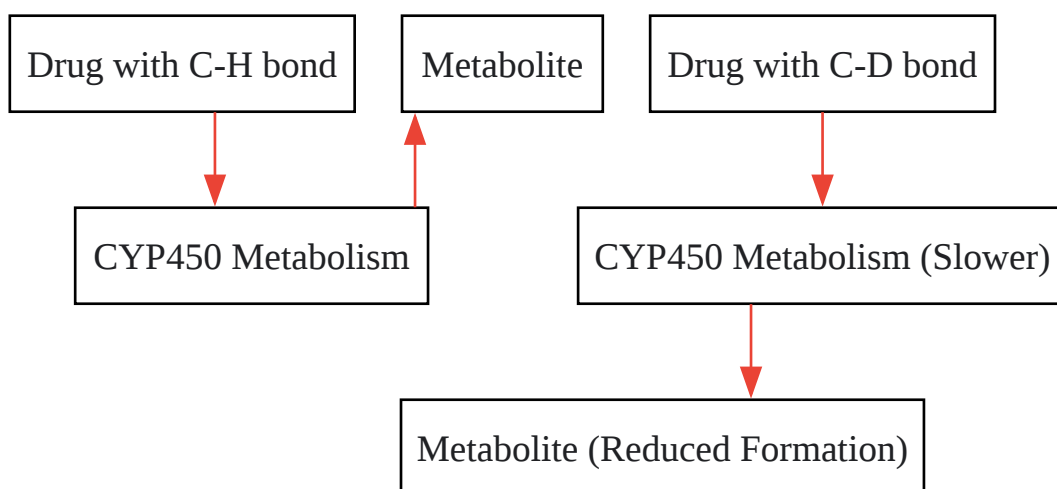 Drug with C-H bond
Metabolite
Drug with C-D bond
CYP450 Metabolism
CYP450 Metabolism (Slower)
Metabolite (Reduced Formation)